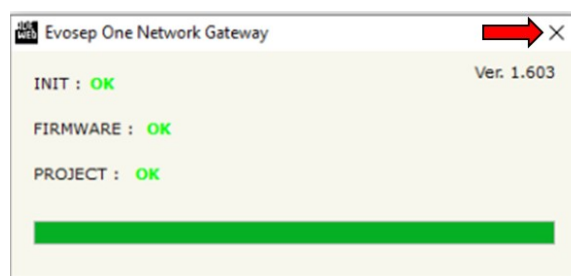 Evosep One Network Gateway
Ver. 1.603
INIT : OK
FIRMWARE : OK
PROJECT : OK